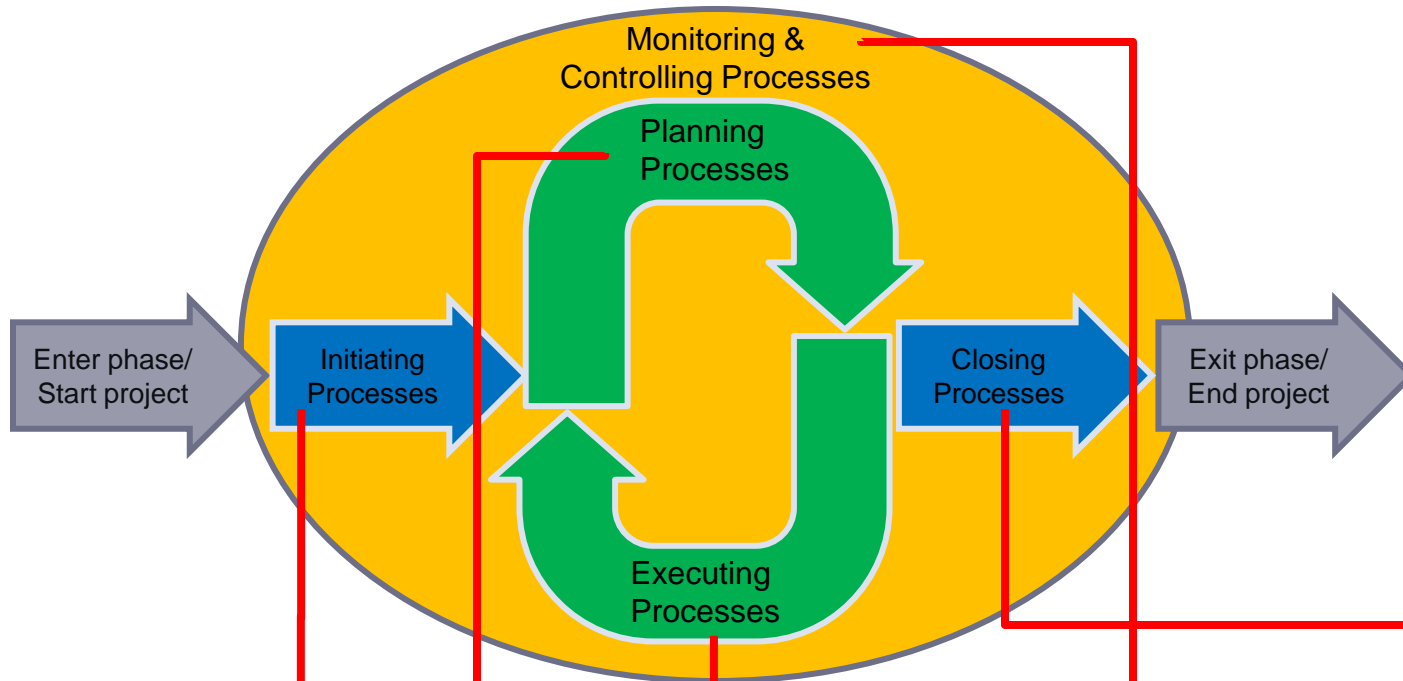 Monitoring &
Controlling Processes
Planning
Processes
Enter phase/
Start project
Initiating
Processes
Closing
Processes
Exit phase/
End project
Executing
Processes